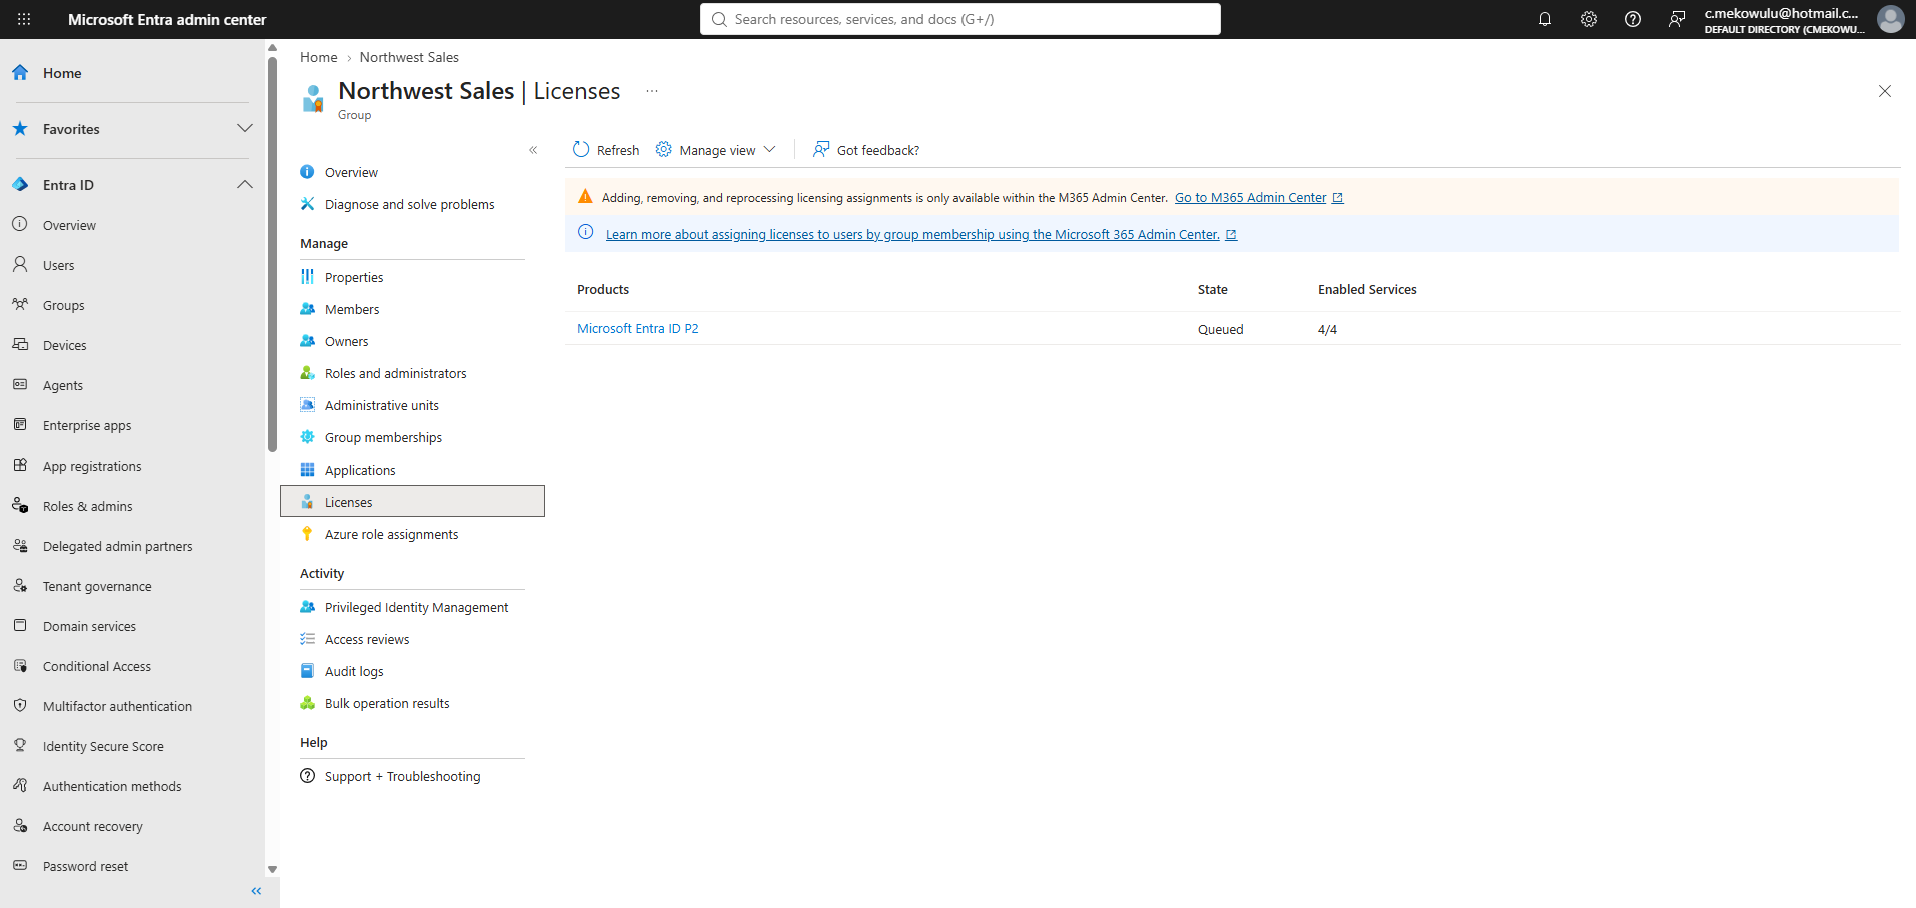 Microsoft Entra admin center
Search resources, services, and docs (G+/)
c.mekowulu@hotmail.c...
DEFAULT DIRECTORY (CMEKOWU...
Home
Favorites
Entra ID
Overview
Users
Groups
Devices
Agents
Enterprise apps
App registrations
Roles & admins
Delegated admin partners
Tenant governance
Domain services
Conditional Access
Multifactor authentication
Identity Secure Score
Authentication methods
Account recovery
Password reset
Home > Northwest Sales
Northwest Sales | Licenses ...
Group
Overview
Diagnose and solve problems
Manage
Properties
Members
Owners
Roles and administrators
Administrative units
Group memberships
Applications
Licenses
Azure role assignments
Activity
Privileged Identity Management
Access reviews
Audit logs
Bulk operation results
Help
Support + Troubleshooting
Refresh Manage view Got feedback?
Adding, removing, and reprocessing licensing assignments is only available within the M365 Admin Center. Go to M365 Admin Center
Learn more about assigning licenses to users by group membership using the Microsoft 365 Admin Center.
Products State Enabled Services
Microsoft Entra ID P2 Queued 4/4